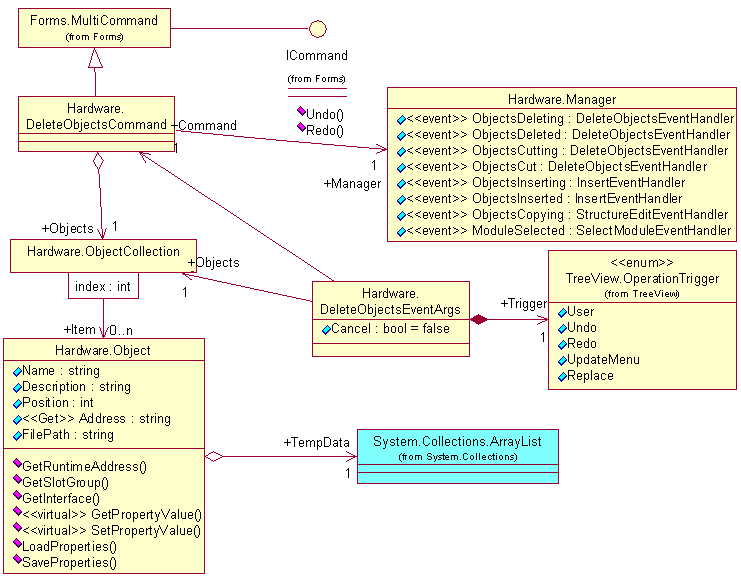 Forms.MultiCommand
(from Forms)
ICommand
(from Forms)
Undo()
Redo()
Hardware.
DeleteObjectsCommand
+Command
1
Hardware.Manager
<<event>> ObjectsDeleting : DeleteObjectsEventHandler
<<event>> ObjectsDeleted : DeleteObjectsEventHandler
<<event>> ObjectsCutting : DeleteObjectsEventHandler
<<event>> ObjectsCut : DeleteObjectsEventHandler
<<event>> ObjectsInserting : InsertEventHandler
<<event>> ObjectsInserted : InsertEventHandler
<<event>> ObjectsCopying : StructureEditEventHandler
<<event>> ModuleSelected : SelectModuleEventHandler
1
+Manager
+Objects
1
Hardware.ObjectCollection
index : int
+Objects
1
Hardware.
DeleteObjectsEventArgs
Cancel : bool = false
+Trigger
1
<<enum>>
TreeView.OperationTrigger
(from TreeView)
User
Undo
Redo
UpdateMenu
Replace
+Item
0..n
Hardware.Object
Name : string
Description : string
Position : int
<<Get>> Address : string
FilePath : string
GetRuntimeAddress()
GetSlotGroup()
GetInterface()
<<virtual>> GetPropertyValue()
<<virtual>> SetPropertyValue()
LoadProperties()
SaveProperties()
+TempData
1
System.Collections.ArrayList
(from System.Collections)